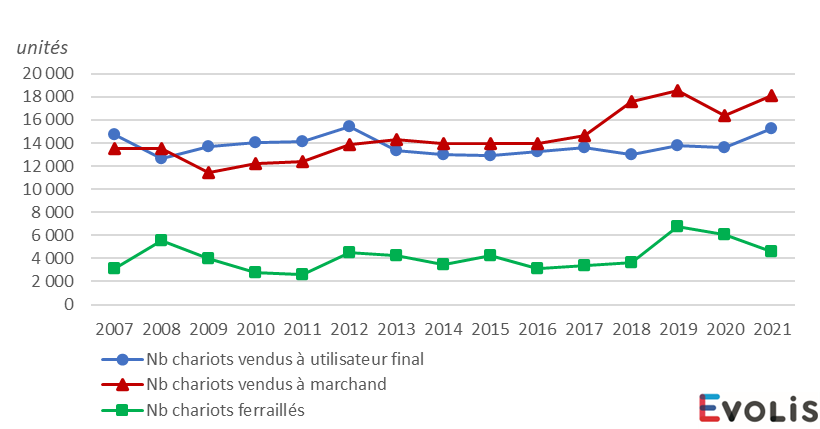 unités
20 000
18 000
16 000
14 000
12 000
10 000
8 000
6 000
4 000
2 000
0
2007 2008 2009 2010 2011 2012 2013 2014 2015 2016 2017 2018 2019 2020 2021
Nb chariots vendus à utilisateur final
Nb chariots vendus à marchand
Nb chariots ferraillés
EVOLIS